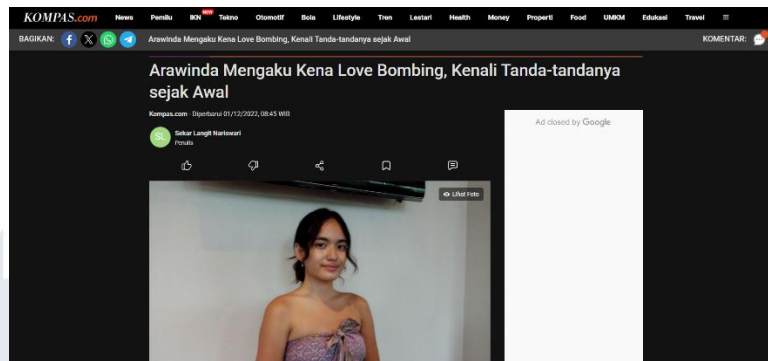 KOMPAS.com News Pemilu IKN NEW Tekno Otomotif Bola Lifestyle Tren Lestari Health Money Properti Food UMKM Edukasi Travel
BAGIKAN: Arawinda Mengaku Kena Love Bombing, Kenali Tanda-tandanya sejak Awal KOMENTAR:
Arawinda Mengaku Kena Love Bombing, Kenali Tanda-tandanya
sejak Awal
Kompas.com - Diperbarui 01/12/2022, 08:45 WIB
Ad closed by Google
SL
Sekar Langit Nariswari
Penulis
Lihat Foto